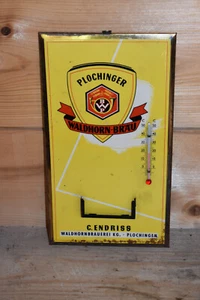 PLOCHINGER
WALDHORN-BRÄU
C. ENDRISS
WALDHORNBRAUEREI KG. - PLOCHINGEN